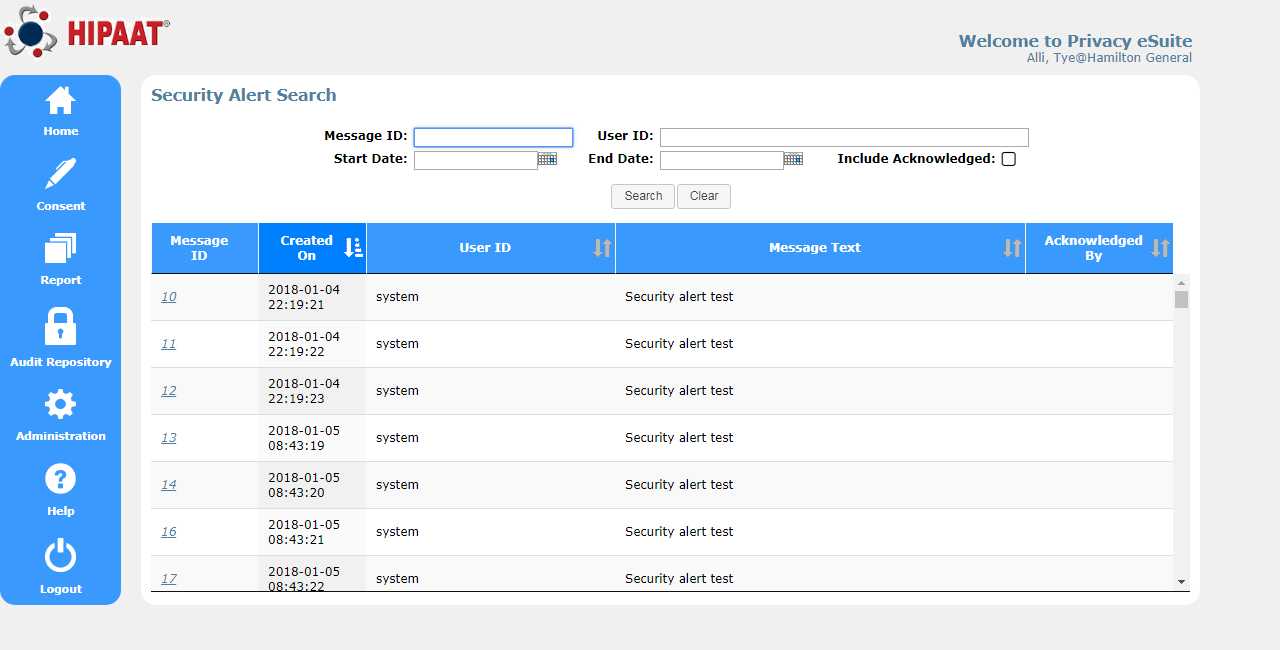 HIPAAT®
Welcome to Privacy eSuite
Alli, Tye@Hamilton General
Home
Consent
Report
Audit Repository
Administration
? Help
Logout
Security Alert Search
Message ID: User ID:
Start Date: End Date: Include Acknowledged:
Search Clear
Message ID Created On User ID Message Text Acknowledged By
10 2018-01-04 22:19:21 system Security alert test
11 2018-01-04 22:19:22 system Security alert test
12 2018-01-04 22:19:23 system Security alert test
13 2018-01-05 08:43:19 system Security alert test
14 2018-01-05 08:43:20 system Security alert test
16 2018-01-05 08:43:21 system Security alert test
17 2018-01-05 08:43:22 system Security alert test